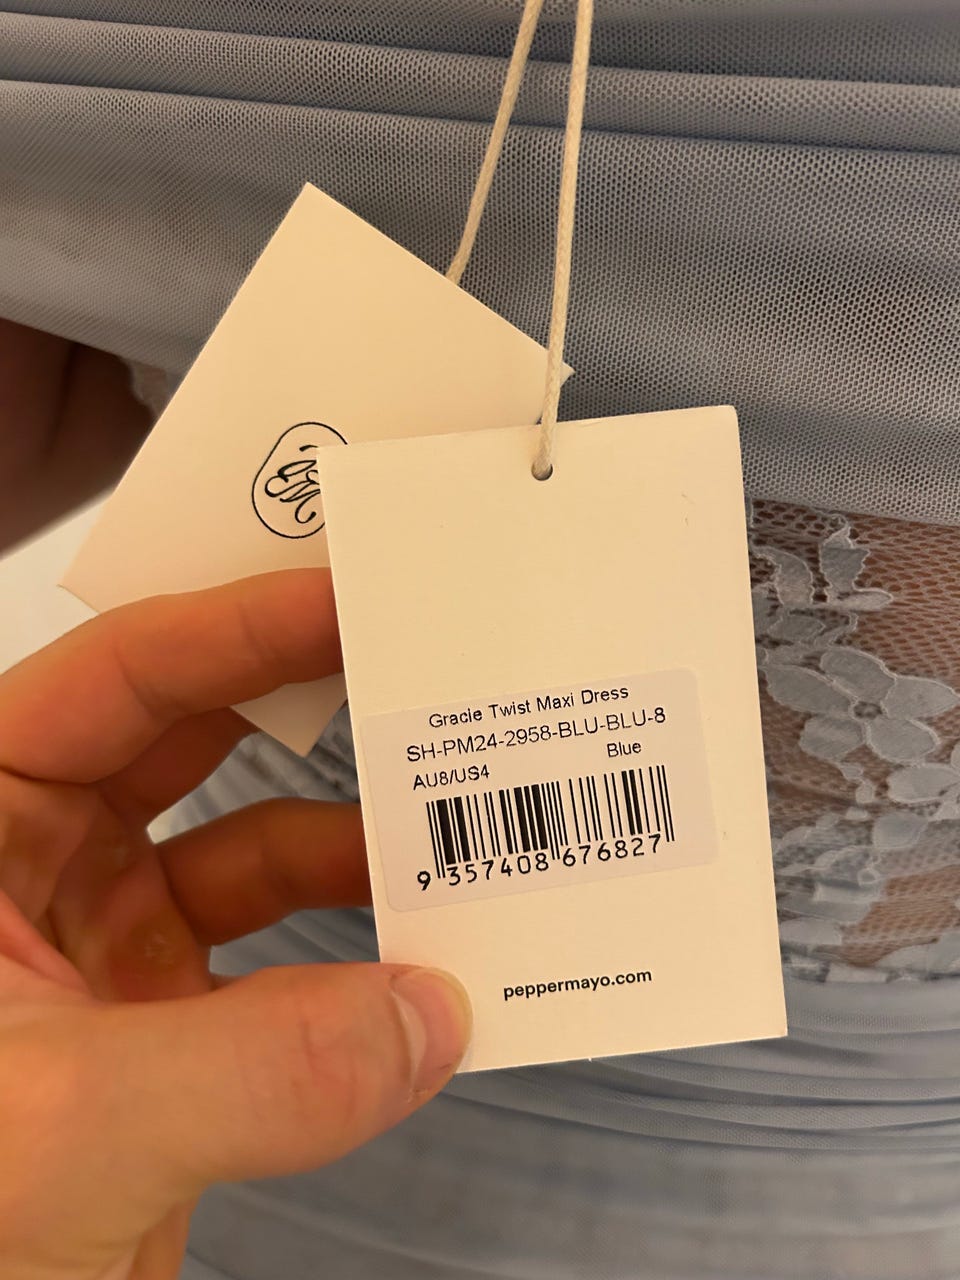 Gracie Twist Maxi Dress
SH-PM24-2958-BLU-BLU-8
AU8/US4 Blue
9 357408 676827
peppermayo.com